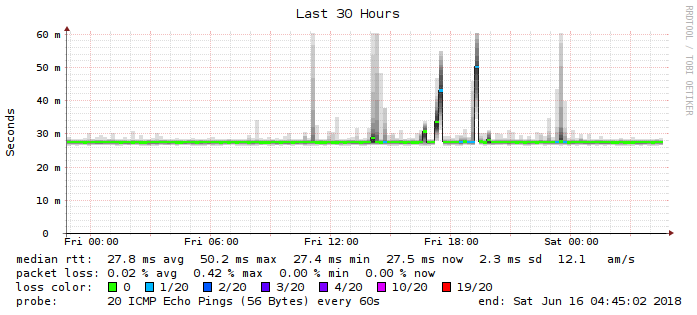 Last 30 Hours
RRDTOOL / TOBI OETIKER
Seconds
60 m
50 m
40 m
30 m
20 m
10 m
0
Fri 00:00 Fri 06:00 Fri 12:00 Fri 18:00 Sat 00:00
median rtt: 27.8 ms avg 50.2 ms max 27.4 ms min 27.5 ms now 2.3 ms sd 12.1 am/s
packet loss: 0.02 % avg 0.42 % max 0.00 % min 0.00 % now
loss color: 0 1/20 2/20 3/20 4/20 10/20 19/20
probe: 20 ICMP Echo Pings (56 Bytes) every 60s end: Sat Jun 16 04:45:02 2018